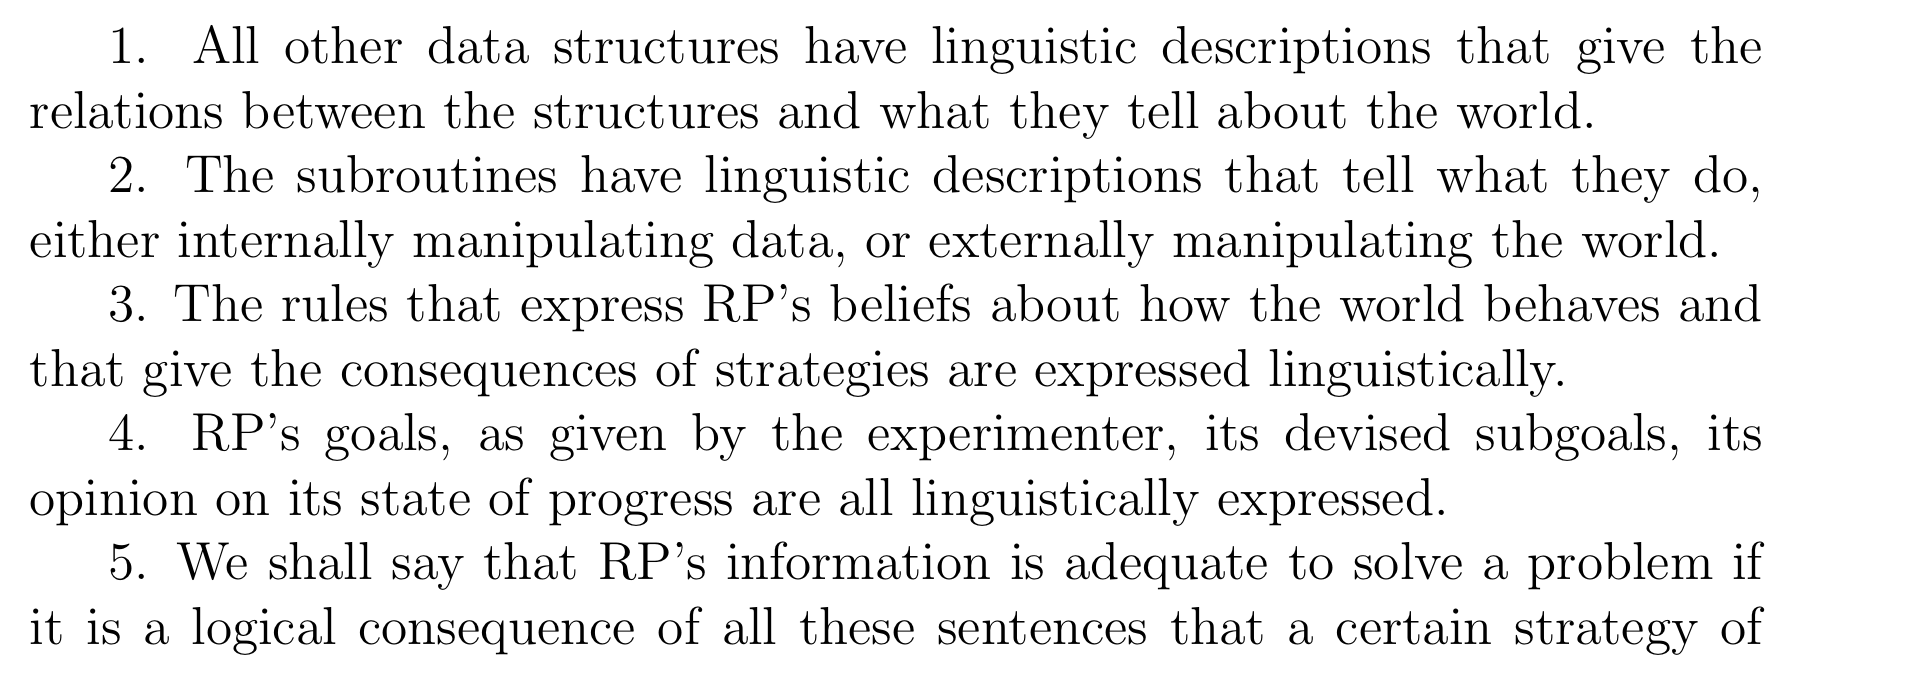 1. All other data structures have linguistic descriptions that give the
relations between the structures and what they tell about the world.
2. The subroutines have linguistic descriptions that tell what they do,
either internally manipulating data, or externally manipulating the world.
3. The rules that express RP's beliefs about how the world behaves and
that give the consequences of strategies are expressed linguistically.
4. RP's goals, as given by the experimenter, its devised subgoals, its
opinion on its state of progress are all linguistically expressed.
5. We shall say that RP's information is adequate to solve a problem if
it is a logical consequence of all these sentences that a certain strategy of